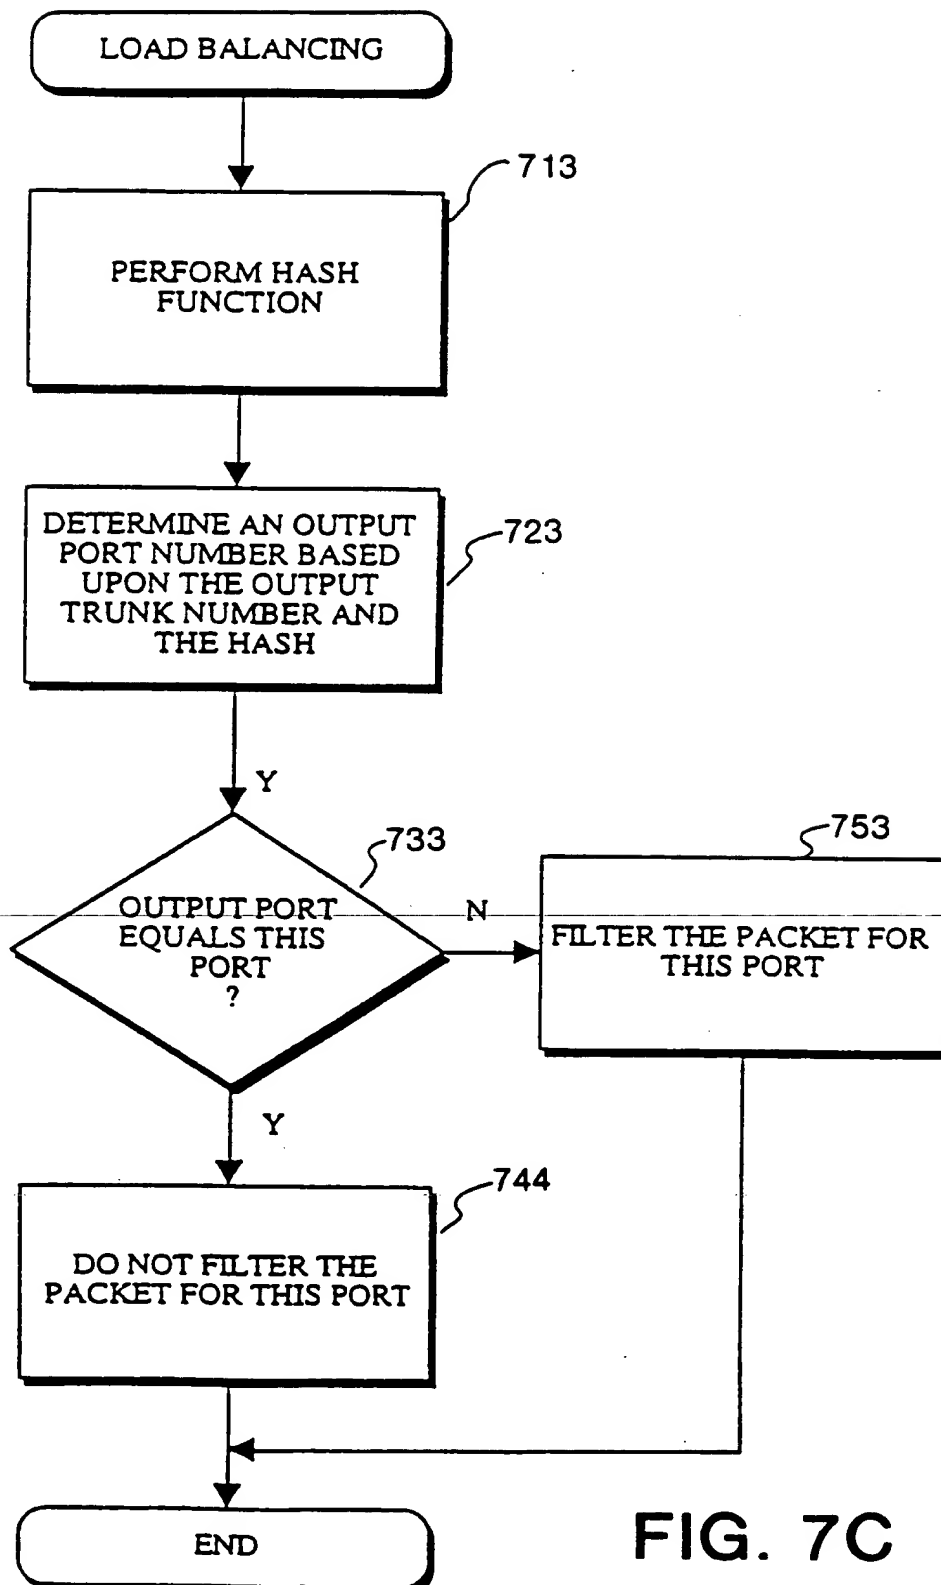 LOAD BALANCING
713
PERFORM HASH
FUNCTION
DETERMINE AN OUTPUT
PORT NUMBER BASED
UPON THE OUTPUT
TRUNK NUMBER AND
THE HASH
723
Y
733
753
OUTPUT PORT
EQUALS THIS
PORT
?
N
FILTER THE PACKET FOR
THIS PORT
Y
744
DO NOT FILTER THE
PACKET FOR THIS PORT
END
FIG. 7C